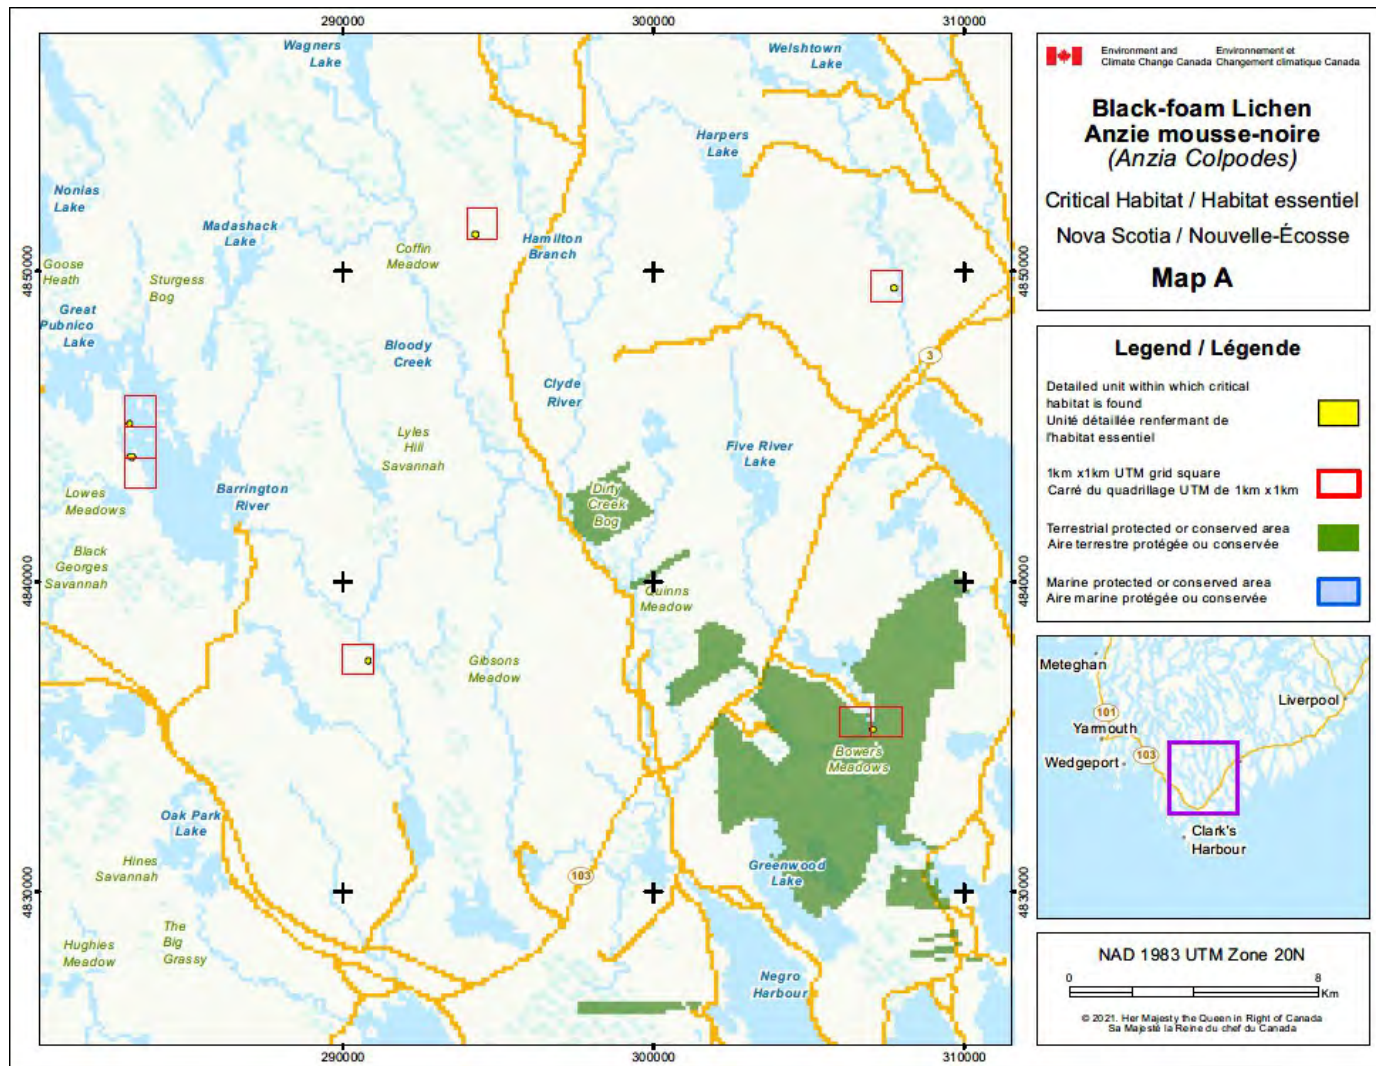 290000
300000
310000
Wagners
Lake
Welshtown
Lake
Harpers
Lake
Nonias
Lake
Madashack
Lake
Hamilton
Branch
Coffin
Meadow
4850000
Goose
Heath
Sturgess
Bog
Great
Pubnico
Lake
Bloody
Creek
4850000
3
Clyde
River
Lyles
Hill
Savannah
Five River
Lake
Barrington
River
Lowes
Meadows
Dirty
Creek
Bog
Black
Georges
Savannah
4840000
Quinns
Meadow
4840000
Gibsons
Meadow
Bowers
Meadows
Oak Park
Lake
Hines
Savannah
103
Greenwood
Lake
4830000
4830000
The
Big
Grassy
Hughies
Meadow
Negro
Harbour
290000
300000
310000
Environment and
Climate Change Canada
Environnement et
Changement climatique Canada
Black-foam Lichen
Anzie mousse-noire
(Anzia Colpodes)
Critical Habitat / Habitat essentiel
Nova Scotia / Nouvelle-Écosse
Map A
Legend / Légende
Detailed unit within which critical
habitat is found
Unité détaillée renfermant de
l'habitat essentiel
1km x1km UTM grid square
Carré du quadrillage UTM de 1km x1km
Terrestrial protected or conserved area
Aire terrestre protégée ou conservée
Marine protected or conserved area
Aire marine protégée ou conservée
Meteghan
Liverpool
101
Yarmouth
103
Wedgeport
Clark's
Harbour
NAD 1983 UTM Zone 20N
0 8
Km
© 2021. Her Majesty the Queen in Right of Canada
Sa Majesté la Reine du chef du Canada